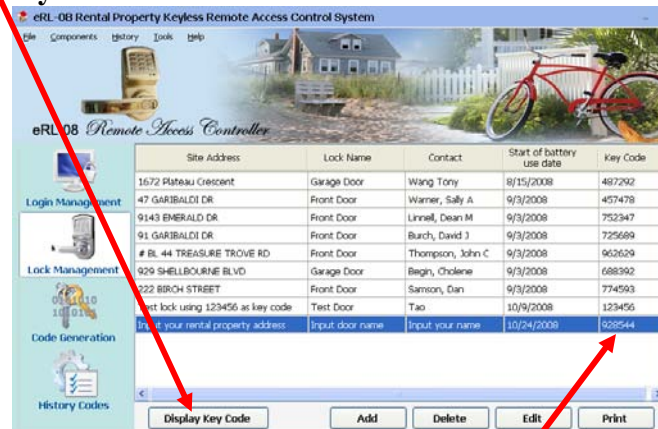 eRL-08 Rental Property Keyless Remote Access Control System
File Components History Tools Help
eRL-08 Remote Access Controller
Login Management
Lock Management
Code Generation
History Codes
Site Address Lock Name Contact Start of battery use date Key Code
1672 Plateau Crescent Garage Door Wang Tony 8/15/2008 487292
47 GARIBALDI DR Front Door Warner, Sally A 9/3/2008 457478
9143 EMERALD DR Front Door Linnell, Dean M 9/3/2008 752347
91 GARIBALDI DR Front Door Burch, David J 9/3/2008 725689
# BL 44 TREASURE TROVE RD Front Door Thompson, John C 9/3/2008 962629
929 SHELLBOURNE BLVD Garage Door Begin, Cholene 9/3/2008 688392
222 BIRCH STREET Front Door Samson, Dan 9/3/2008 774593
Test lock using 123456 as key code Test Door Tao 10/9/2008 123456
Input your rental property address Input door name Input your name 10/24/2008 928544
Display Key Code Add Delete Edit Print